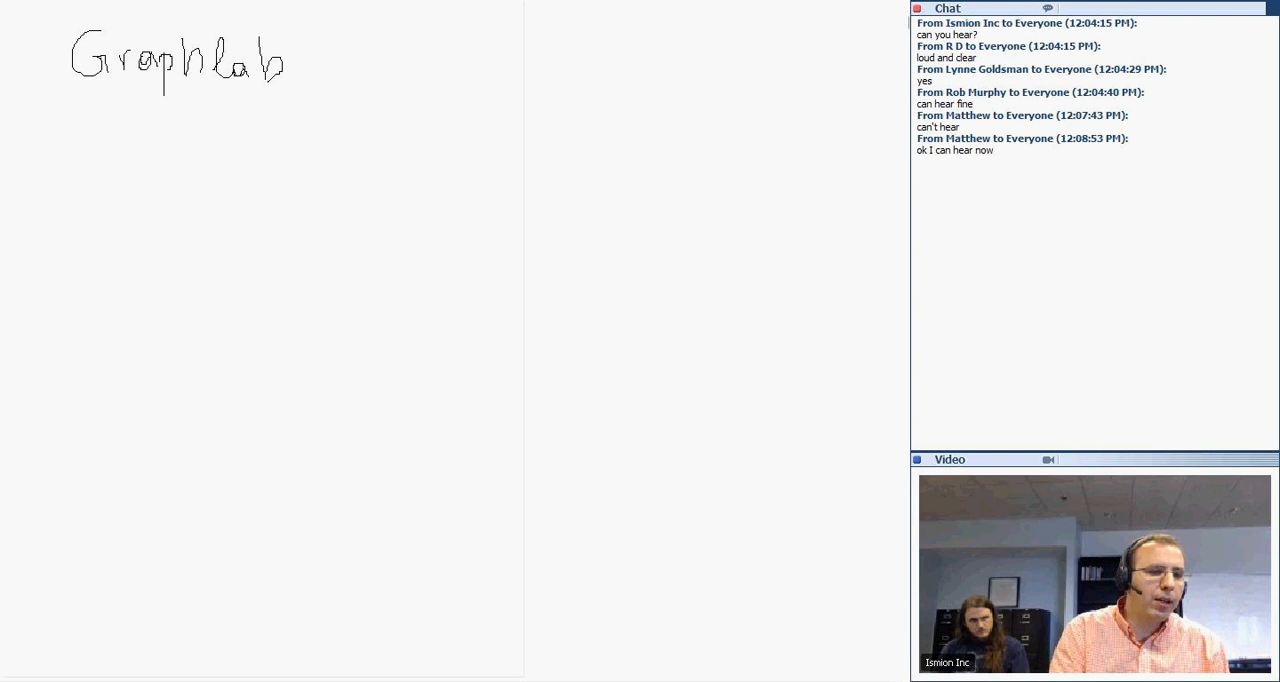 Graphlab
Chat
From Ismion Inc to Everyone (12:04:15 PM):
can you hear?
From R D to Everyone (12:04:15 PM):
loud and clear
From Lynne Goldsman to Everyone (12:04:29 PM):
yes
From Rob Murphy to Everyone (12:04:40 PM):
can hear fine
From Matthew to Everyone (12:07:43 PM):
can't hear
From Matthew to Everyone (12:08:53 PM):
ok I can hear now
Video
Ismion Inc